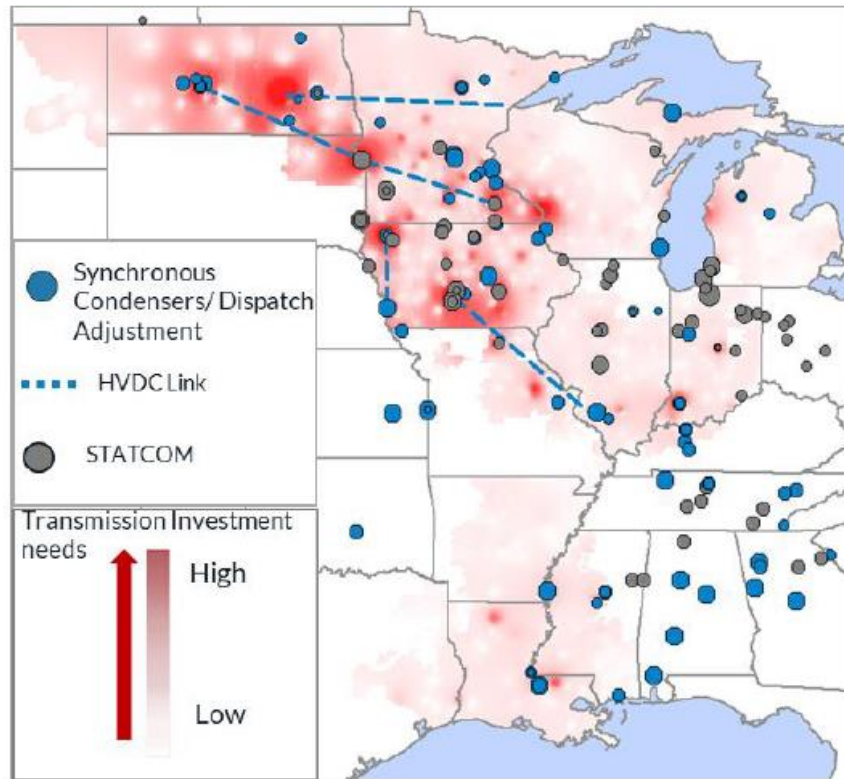 Synchronous
Condensers/ Dispatch
Adjustment
HVDC Link
STATCOM
Transmission Investment
needs
High
Low